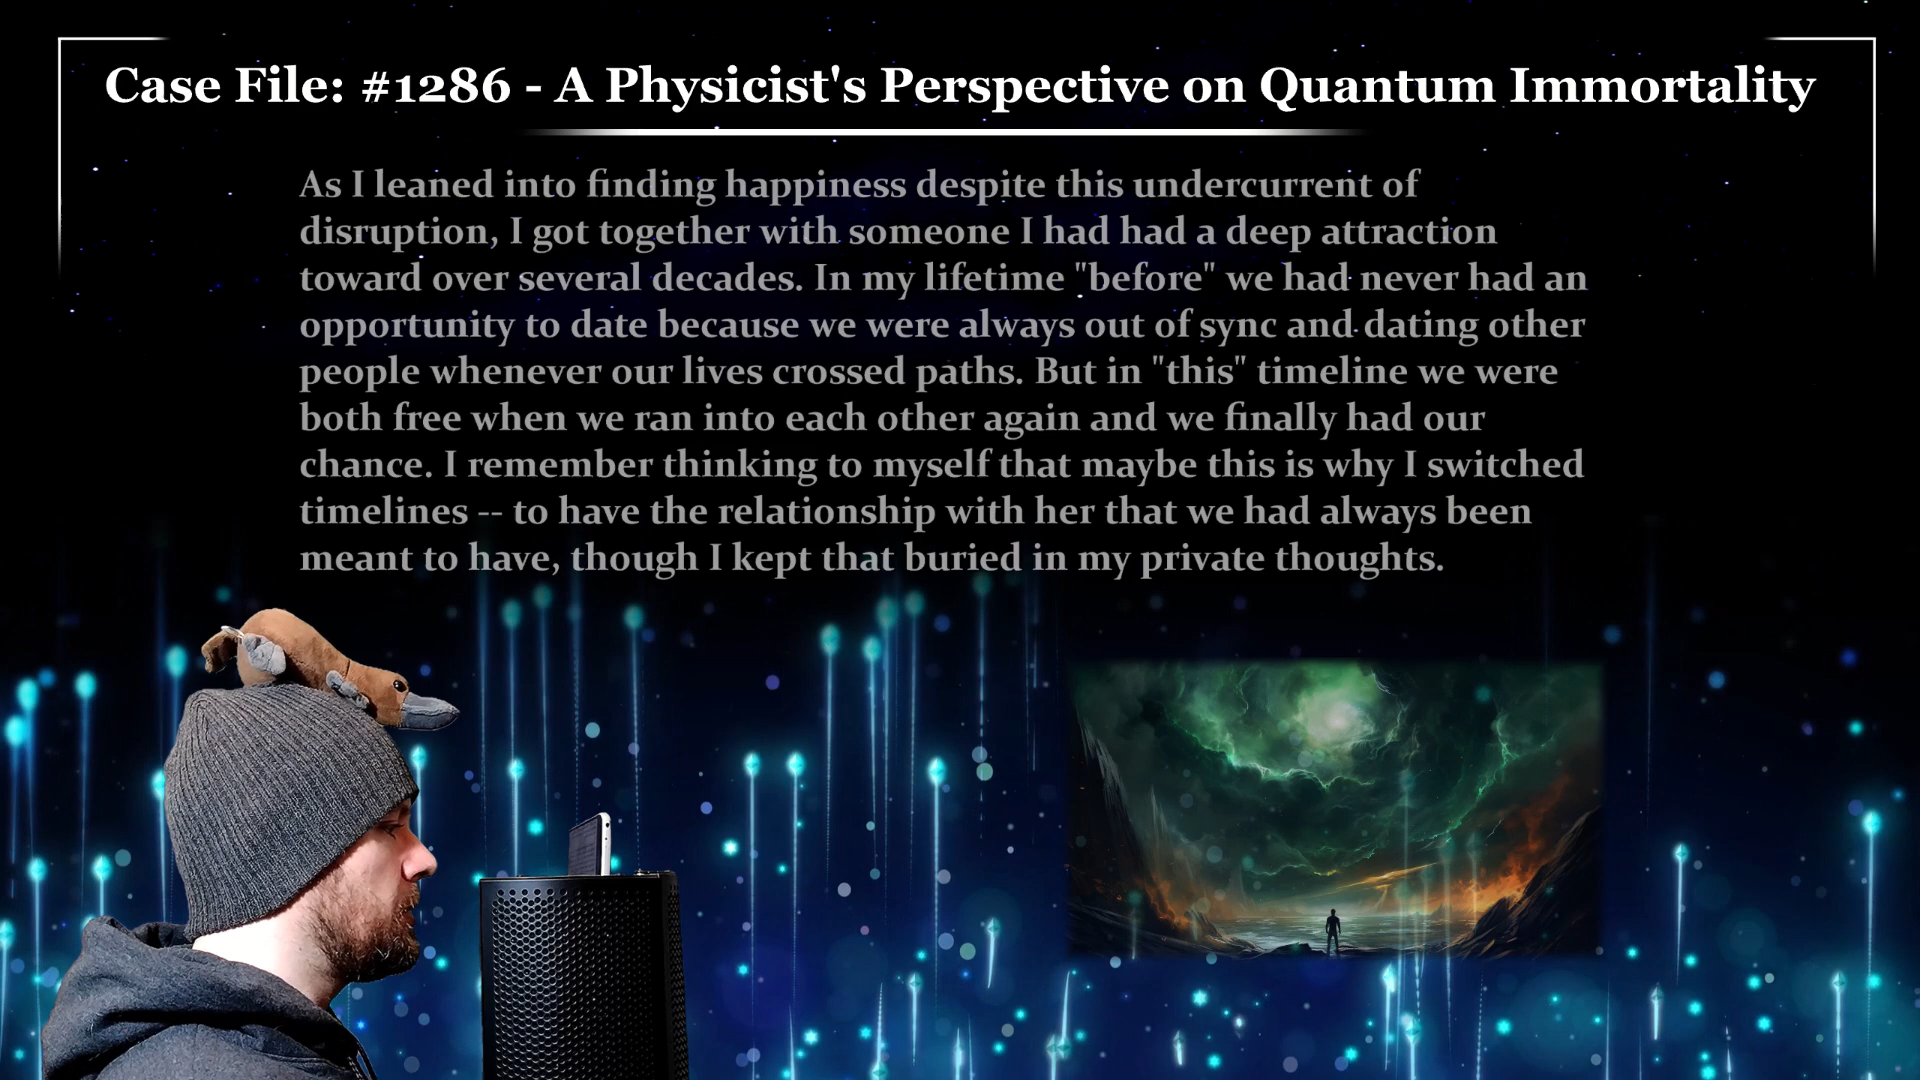 Case File: #1286 - A Physicist's Perspective on Quantum Immortality
As I leaned into finding happiness despite this undercurrent of
disruption, I got together with someone I had had a deep attraction
toward over several decades. In my lifetime "before" we had never had an
opportunity to date because we were always out of sync and dating other
people whenever our lives crossed paths. But in "this" timeline we were
both free when we ran into each other again and we finally had our
chance. I remember thinking to myself that maybe this is why I switched
timelines -- to have the relationship with her that we had always been
meant to have, though I kept that buried in my private thoughts.